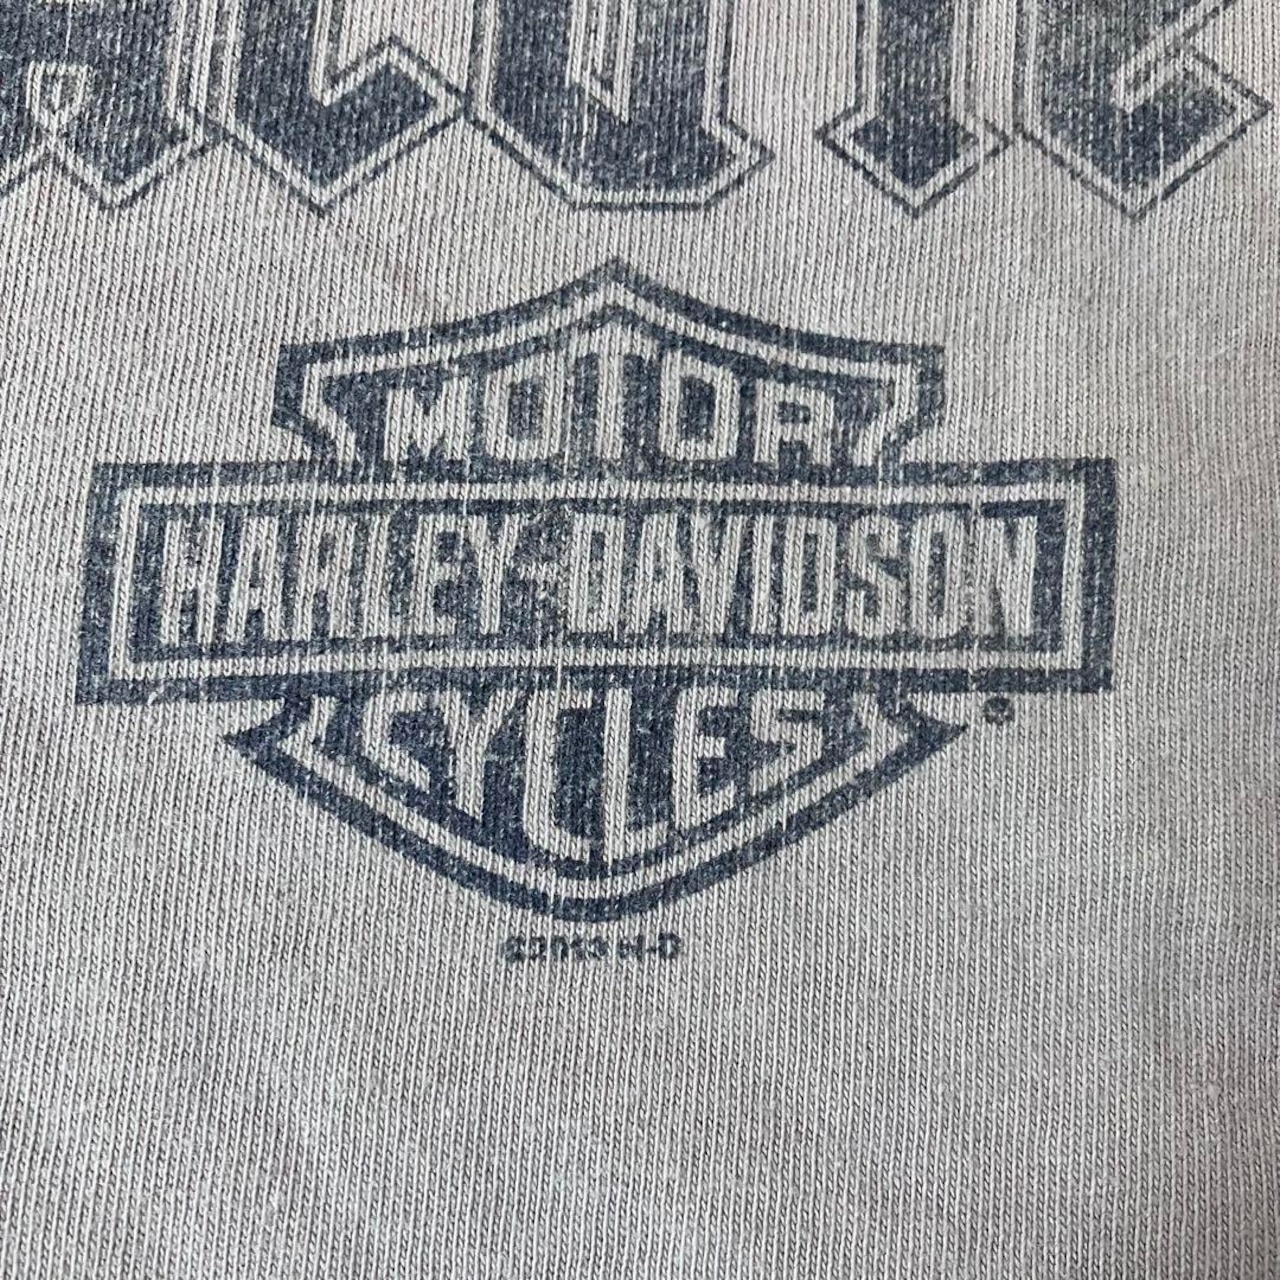 MOTOR
HARLEY-DAVIDSON
CYCLES
®
©2013 H-D